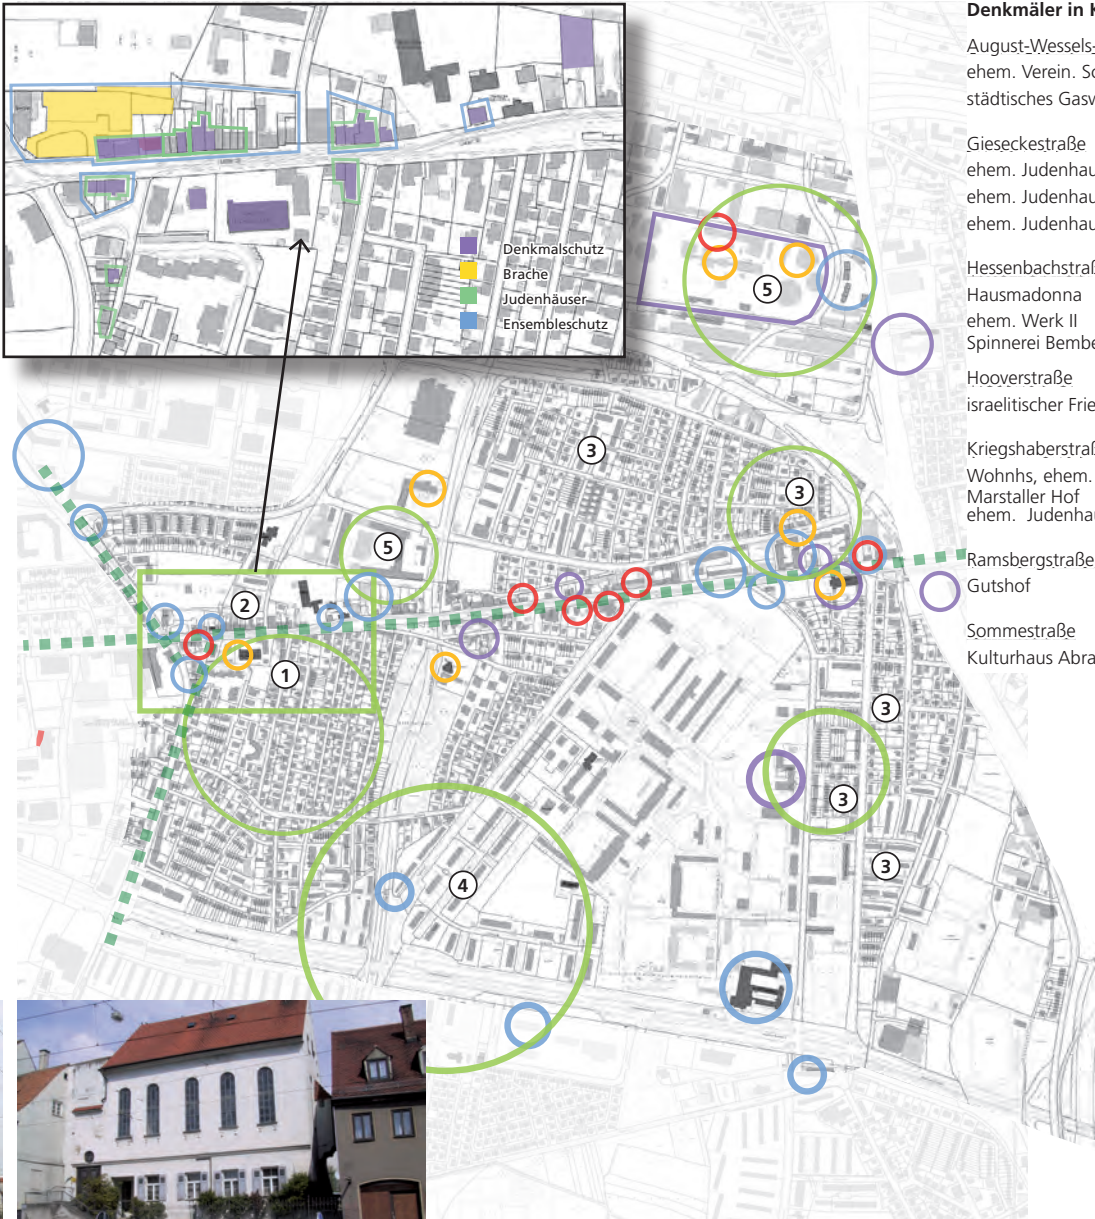 Denkmalschutz
Brache
Judenhäuser
Ensembleschutz
5
3
3
5
2
1
3
3
3
4
Denkmäler in K
August-Wessels-
ehem. Verein. Sc
städtisches Gasv
Gieseckestraße
ehem. Judenhau
ehem. Judenhau
ehem. Judenhau
Hessenbachstraß
Hausmadonna
ehem. Werk II
Spinnerei Bembe
Hooverstraße
israelitischer Frie
Kriegshaberstraß
Wohnhs, ehem.
Marstaller Hof
ehem. Judenhau
Ramsbergstraße
Gutshof
Sommestraße
Kulturhaus Abra